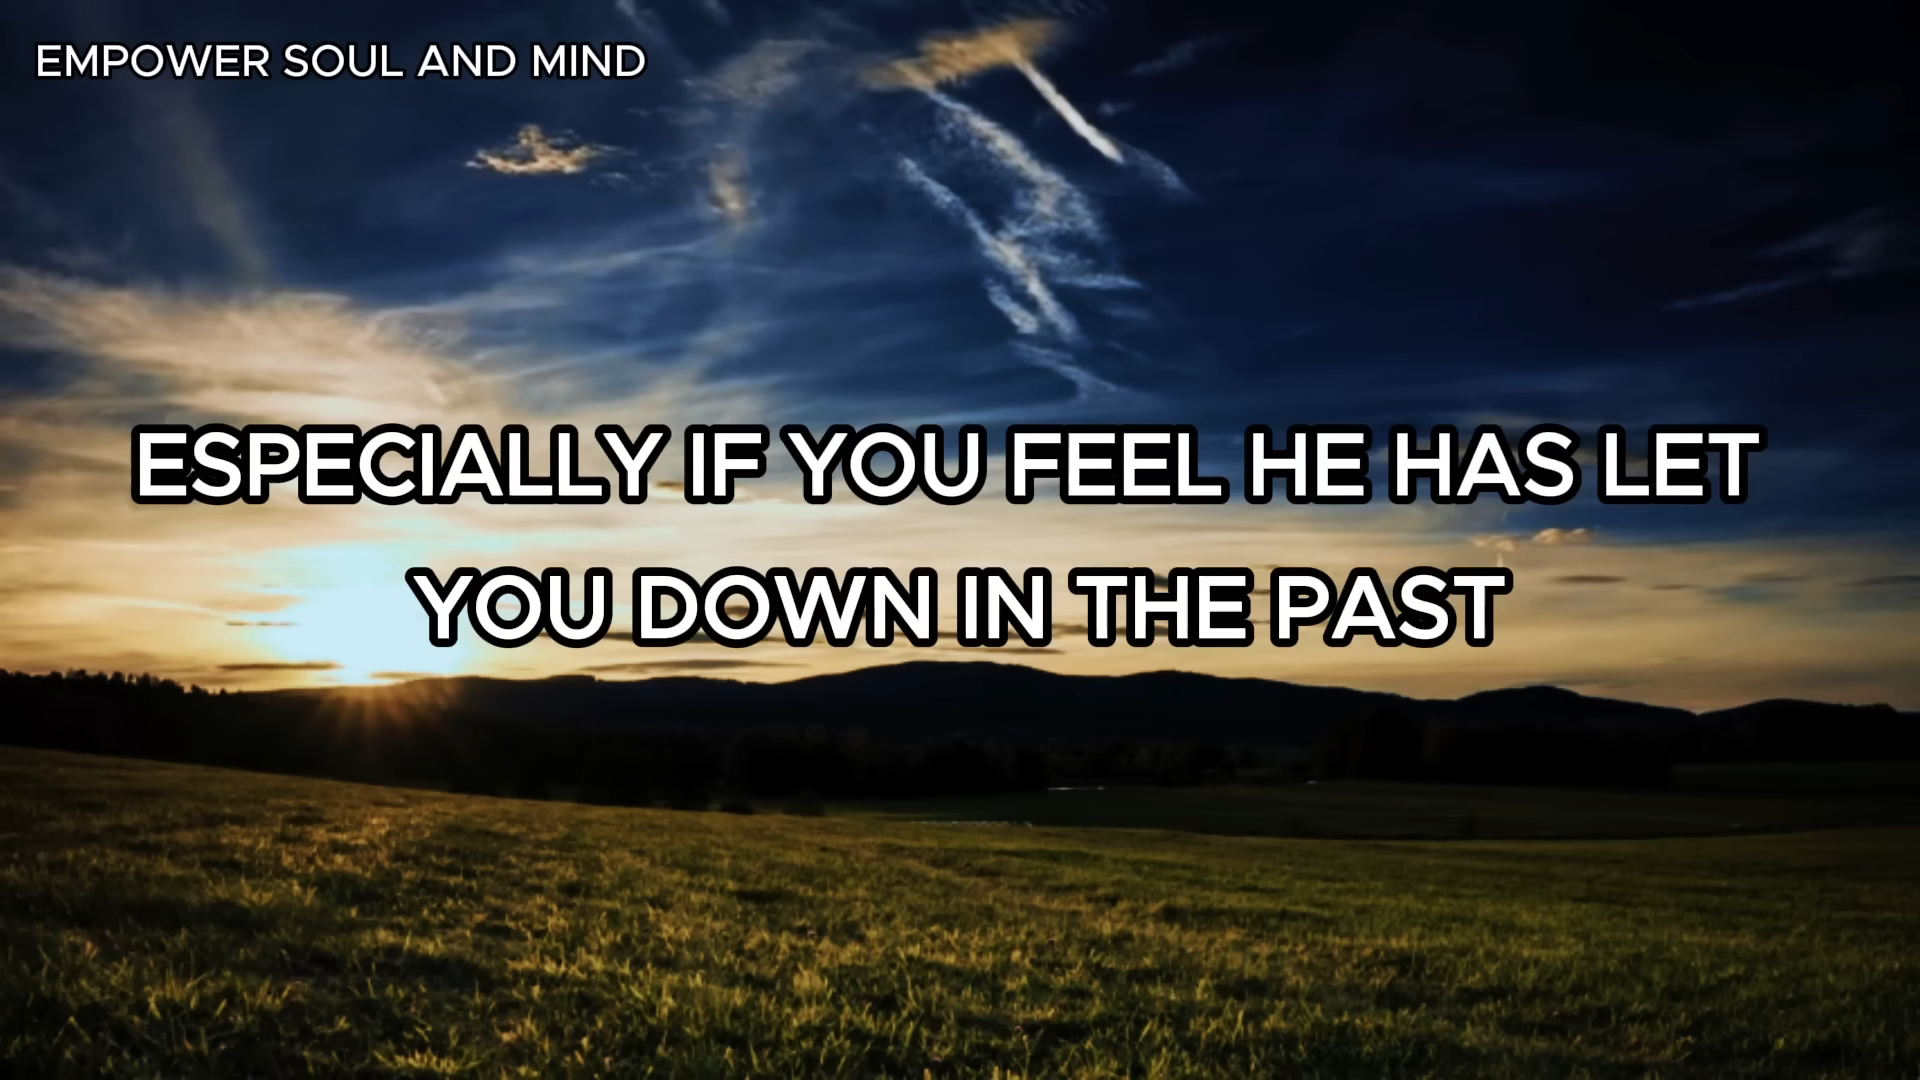 EMPOWER SOUL AND MIND
ESPECIALLY IF YOU FEEL HE HAS LET
YOU DOWN IN THE PAST